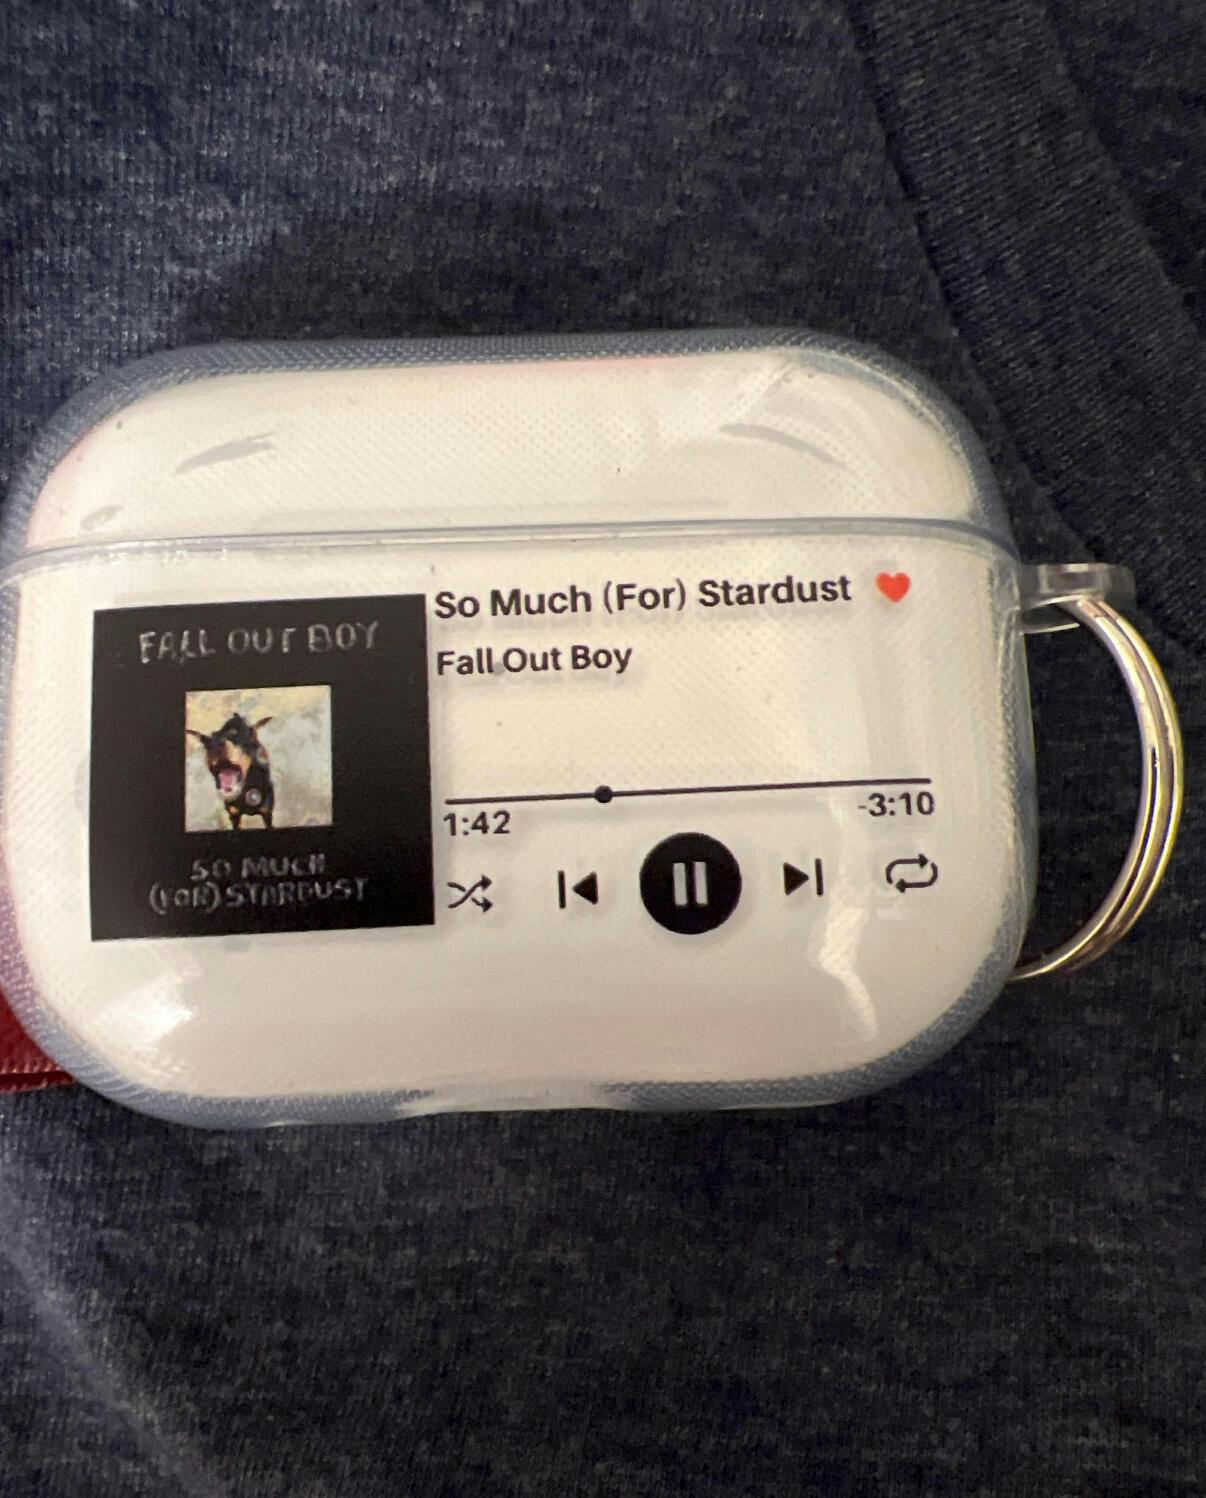 FALL OUT BOY
SO MUCH
(FOR) STARDUST
So Much (For) Stardust ❤️
Fall Out Boy
1:42
-3:10